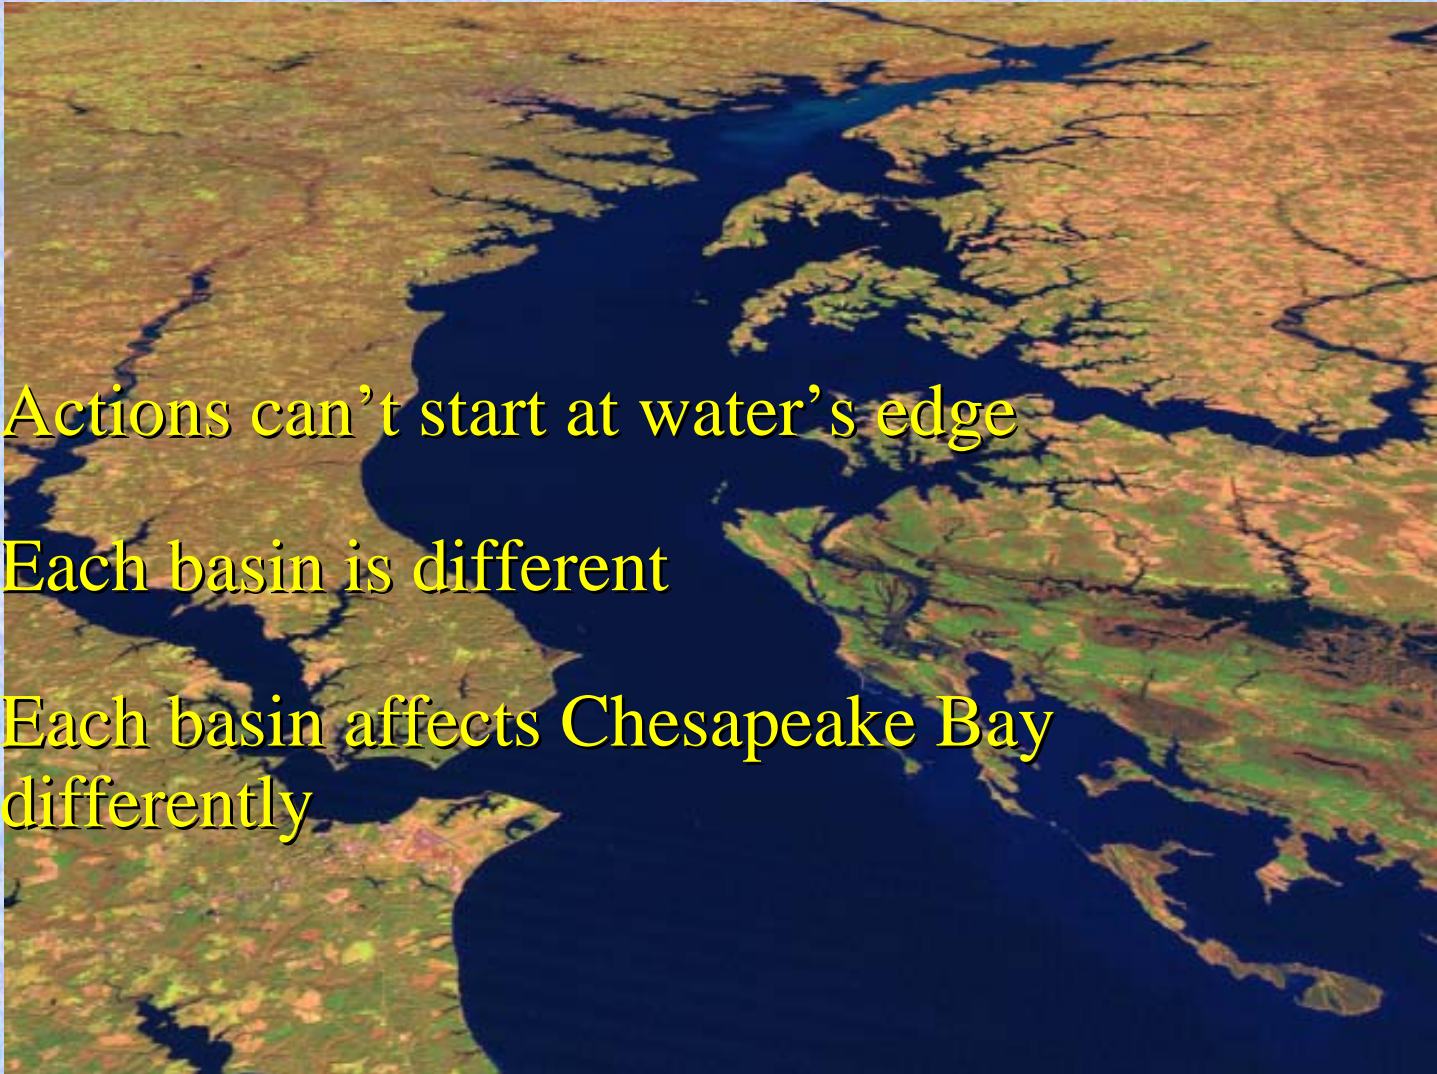 Actions can’t start at water’s edge
Each basin is different
Each basin affects Chesapeake Bay
differently